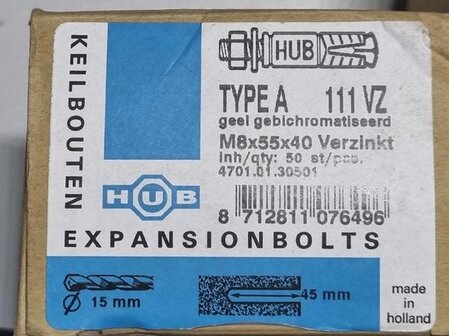 KEILBOUTEN
HUB
TYPE A 111 VZ
geel gebichromatiseerd
M8x55x40 Verzinkt
inh/qty: 50 st/pcs.
4701.01.30501
HUB
8 712811 076496
EXPANSIONBOLTS
15 mm
45 mm
made in
holland